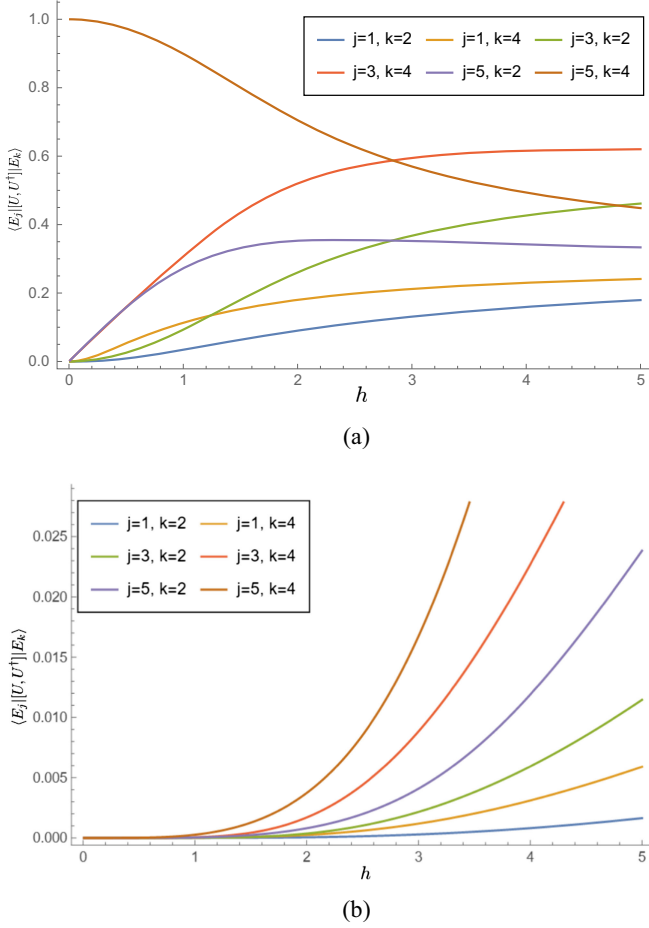 1.0
0.8
0.6
0.4
0.2
0.0
⟨E_j|[U, U†]|E_k⟩
j=1, k=2 j=1, k=4 j=3, k=2
j=3, k=4 j=5, k=2 j=5, k=4
0 1 2 3 4 5
h
(a)
j=1, k=2 j=1, k=4
j=3, k=2 j=3, k=4
j=5, k=2 j=5, k=4
0.025
0.020
0.015
0.010
0.005
0.000
⟨E_j|[U, U†]|E_k⟩
0 1 2 3 4 5
h
(b)